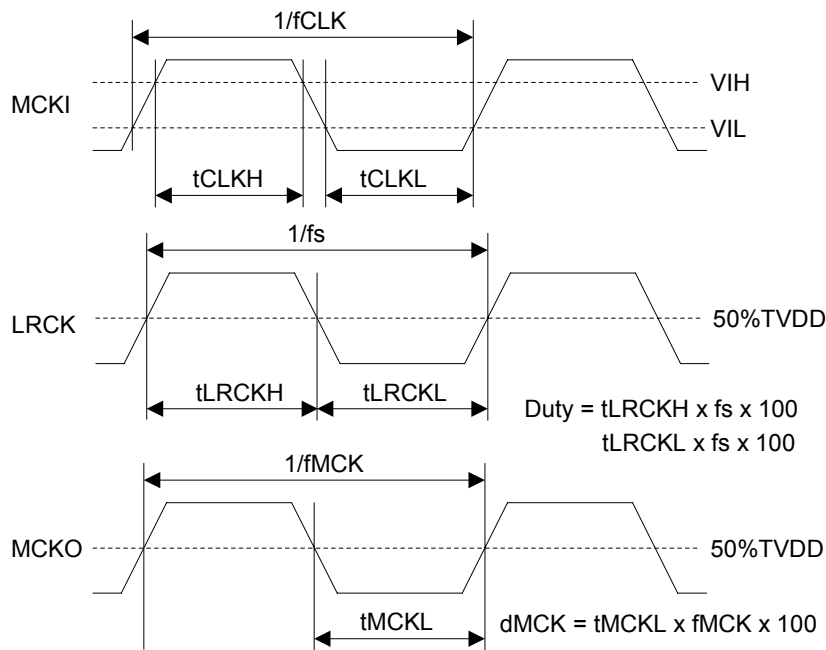 1/fCLK
MCKI
VIH
VIL
tCLKH
tCLKL
1/fs
LRCK
50%TVDD
tLRCKH
tLRCKL
Duty = tLRCKH x fs x 100
tLRCKL x fs x 100
1/fMCK
MCKO
50%TVDD
tMCKL
dMCK = tMCKL x fMCK x 100